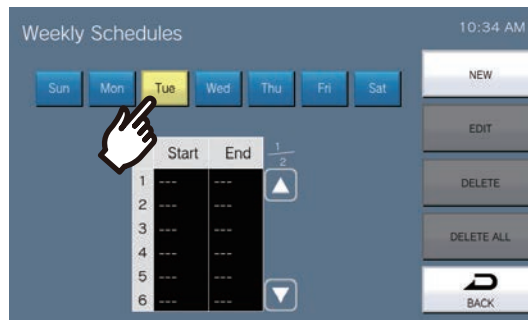 Weekly Schedules
10:34 AM
Sun Mon Tue Wed Thu Fri Sat
NEW
EDIT
DELETE
DELETE ALL
BACK
Start End 1/2
1 --- ---
2 --- ---
3 --- ---
4 --- ---
5 --- ---
6 --- ---